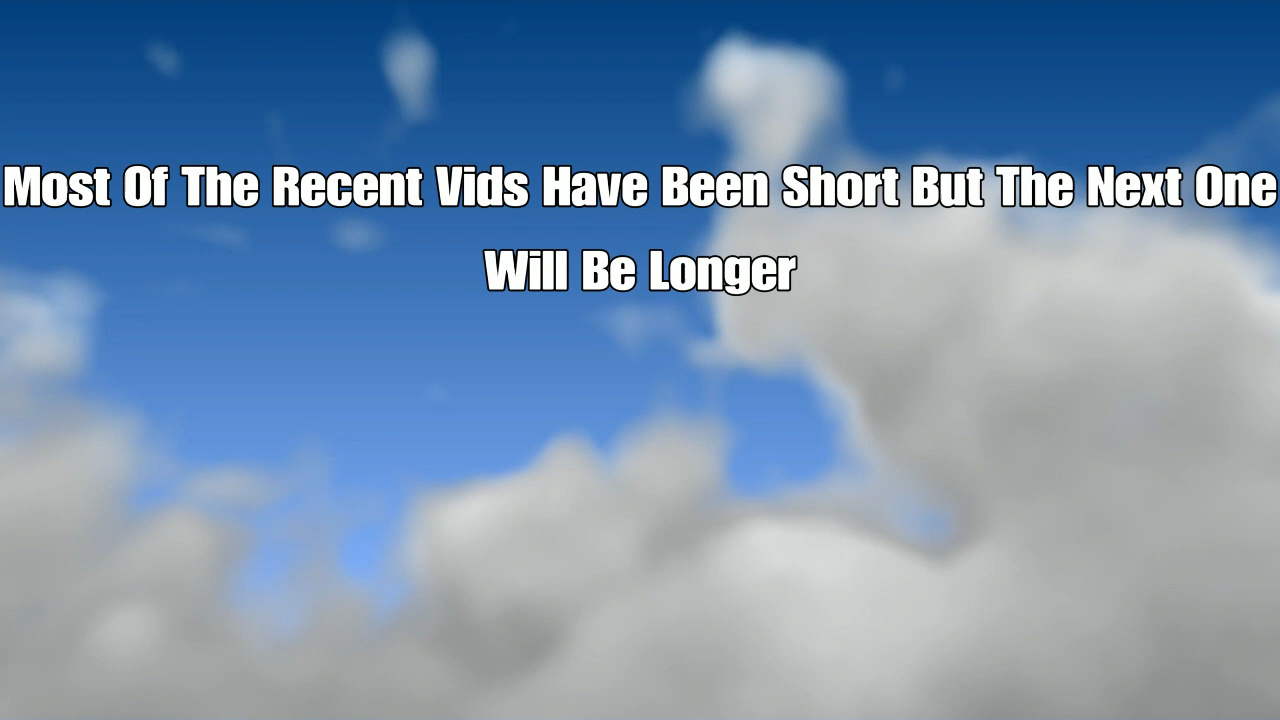 Most Of The Recent Vids Have Been Short But The Next One
Will Be Longer